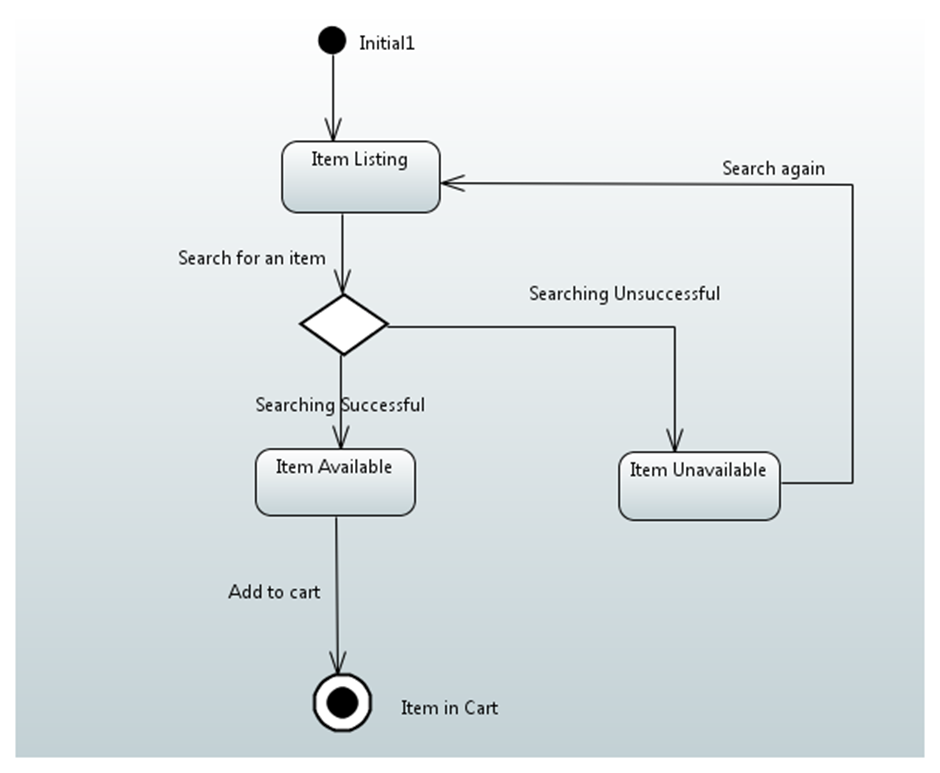 Initial1
Item Listing
Search again
Search for an item
Searching Unsuccessful
Searching Successful
Item Available
Item Unavailable
Add to cart
Item in Cart